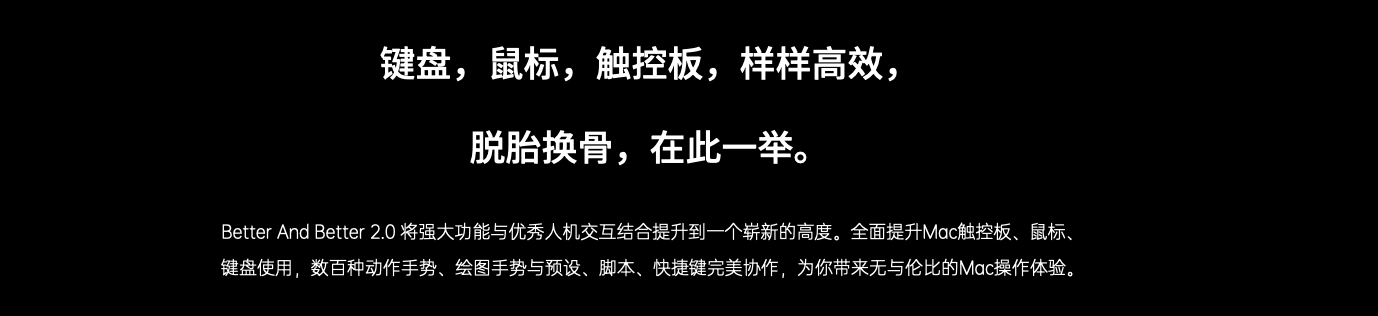 键盘，鼠标，触控板，样样高效，
脱胎换骨，在此一举。
Better And Better 2.0 将强大功能与优秀人机交互结合提升到一个崭新的高度。全面提升Mac触控板、鼠标、
键盘使用，数百种动作手势、绘图手势与预设、脚本、快捷键完美协作，为你带来无与伦比的Mac操作体验。